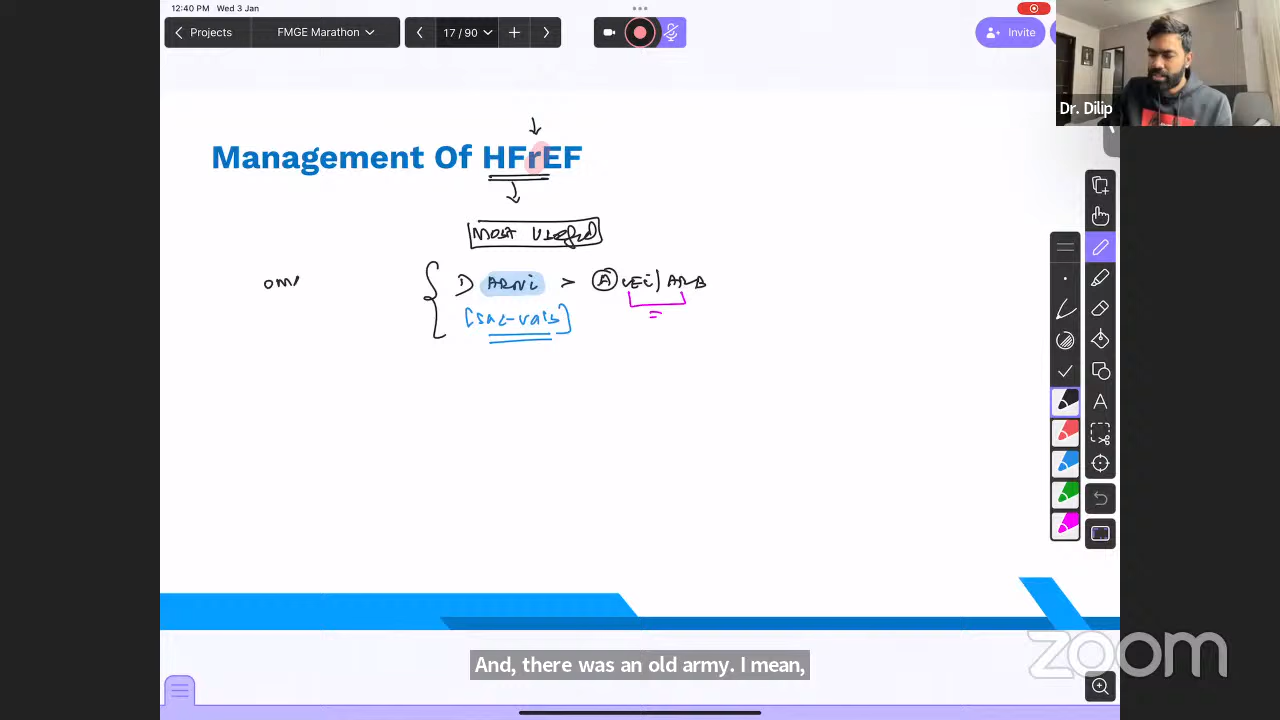 12:40 PM Wed 3 Jan
Projects
FMGE Marathon
17 / 90
Invite
Dr. Dilip
Management Of HFrEF
Most Useful
1) ARNi > ACEi / ARB
[Sac-Vals]
=
oma
And, there was an old army. I mean,
zoom
A